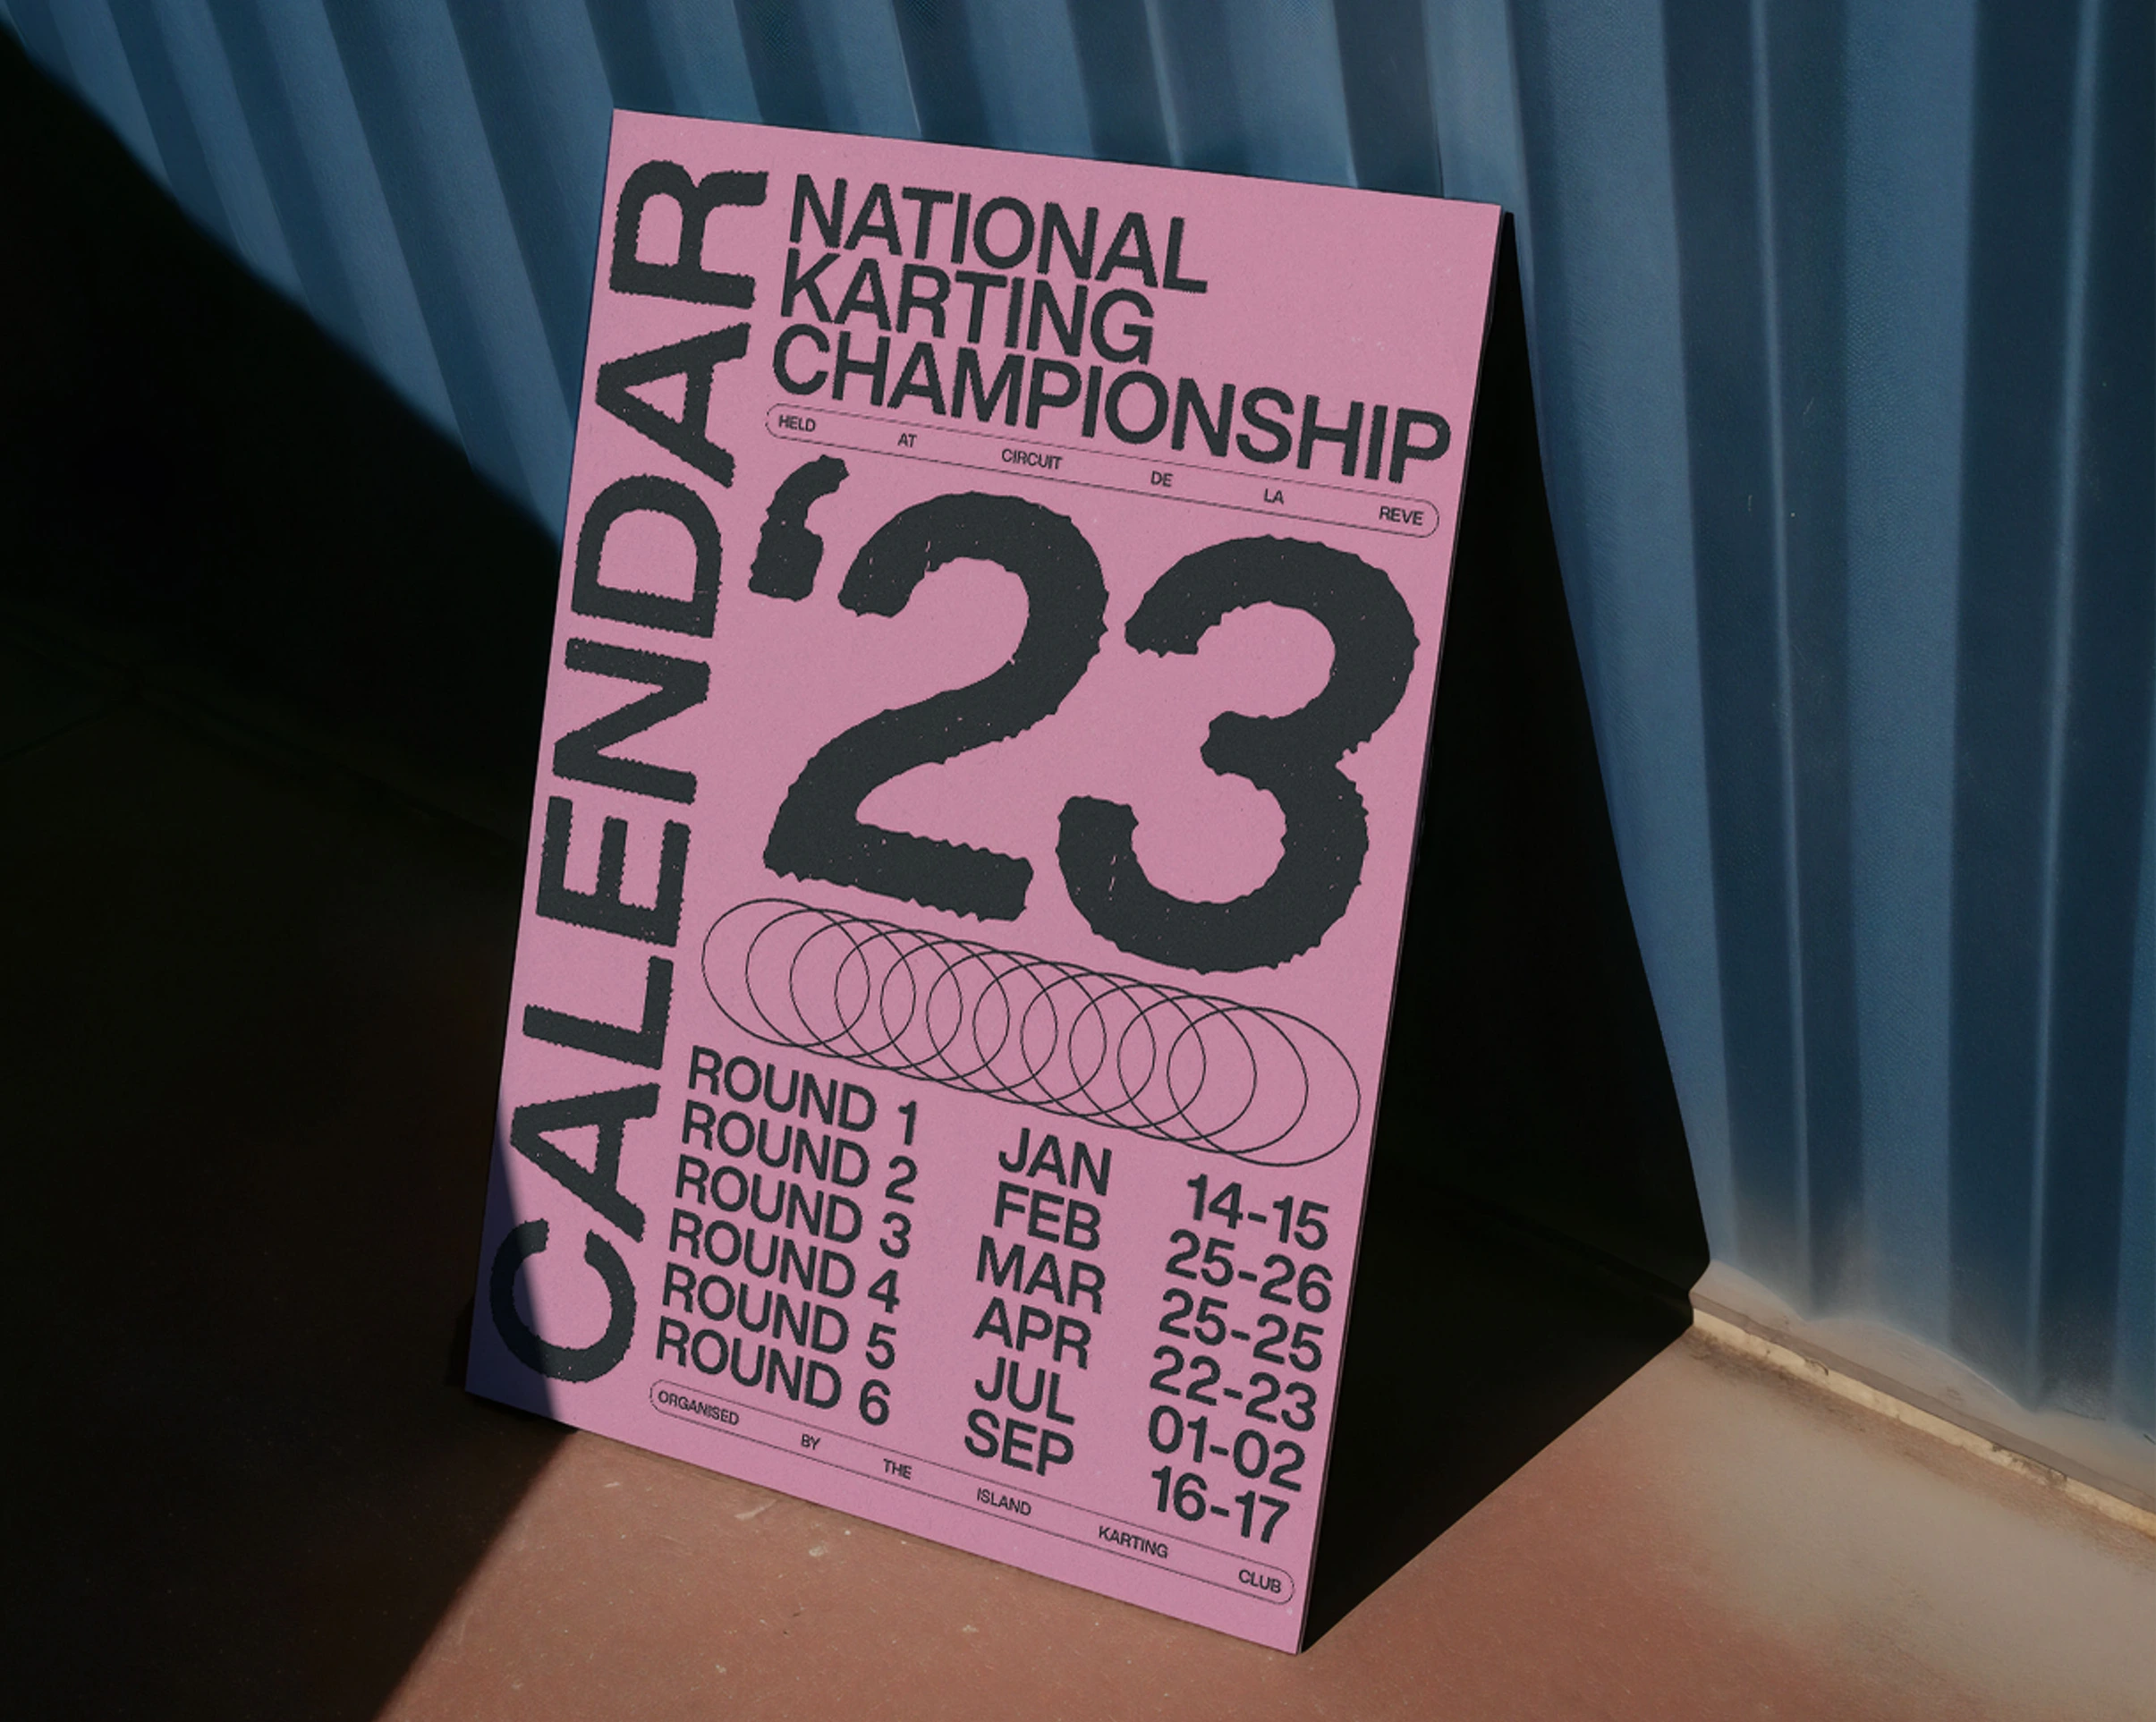 CALENDAR
NATIONAL
KARTING
CHAMPIONSHIP
HELD AT CIRCUIT DE LA REVE
‘23
ROUND 1 JAN 14-15
ROUND 2 FEB 25-26
ROUND 3 MAR 25-25
ROUND 4 APR 22-23
ROUND 5 JUL 01-02
ROUND 6 SEP 16-17
ORGANISED BY THE ISLAND KARTING CLUB